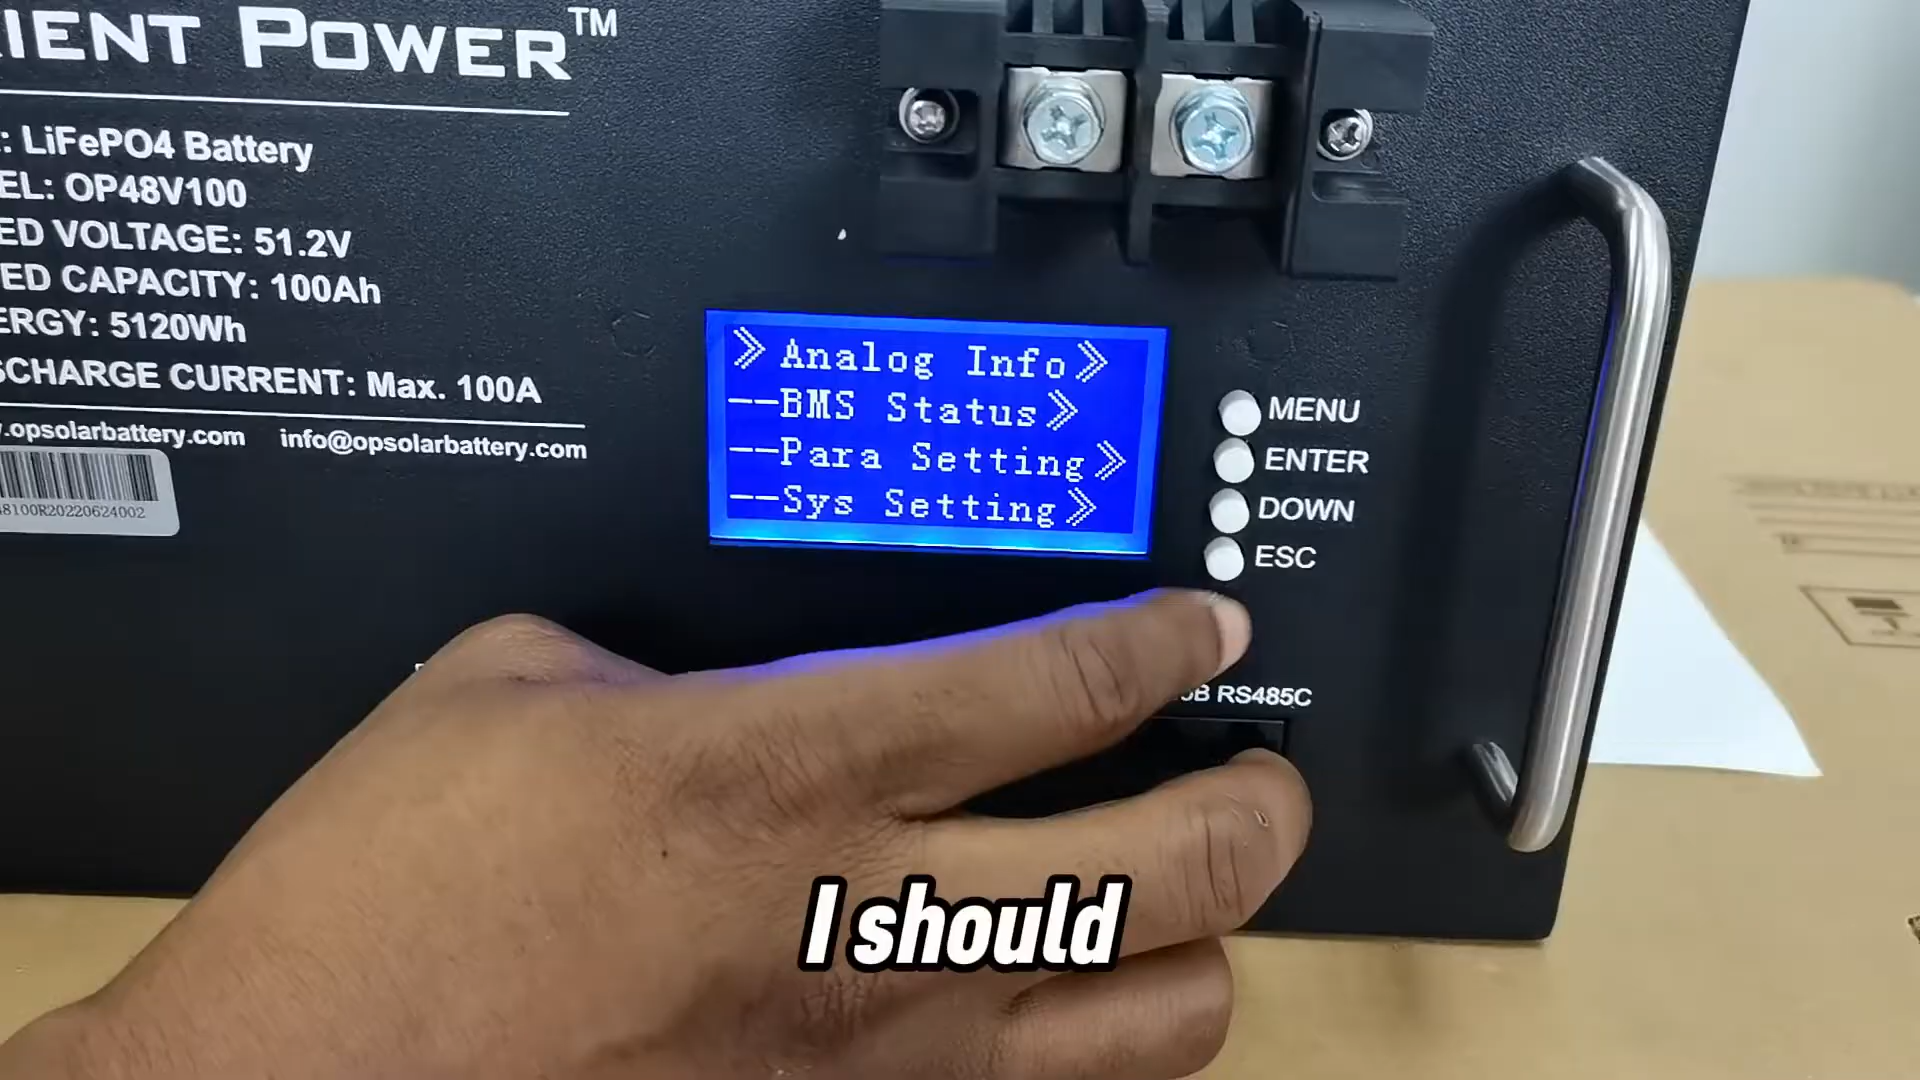 IENT POWER™
: LiFePO4 Battery
EL: OP48V100
ED VOLTAGE: 51.2V
ED CAPACITY: 100Ah
ERGY: 5120Wh
SCHARGE CURRENT: Max. 100A
.opsolarbattery.com info@opsolarbattery.com
48100R20220624002
Analog Info
--BMS Status
--Para Setting
--Sys Setting
MENU
ENTER
DOWN
ESC
RS485C
I should